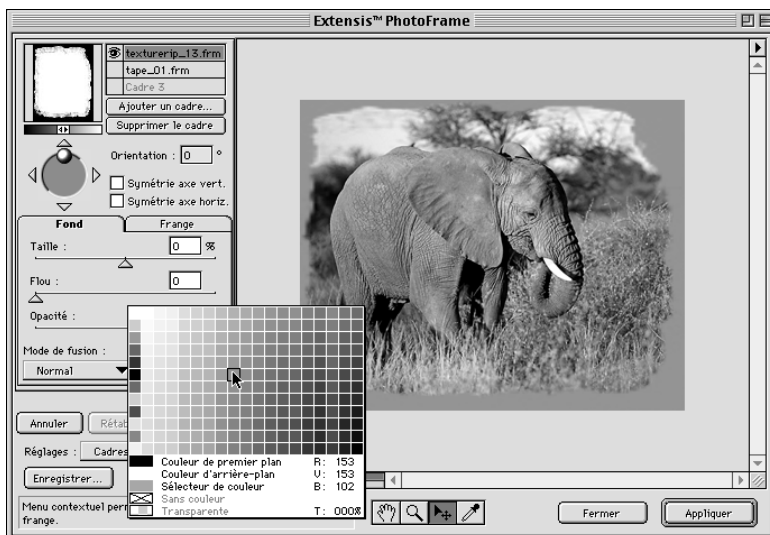 Extensis™ PhotoFrame
texturerip_13.frm
tape_01.frm
Cadre 3
Ajouter un cadre...
Supprimer le cadre
Orientation : 0 °
Symétrie axe vert.
Symétrie axe horiz.
Fond Frange
Taille : 0 %
Flou : 0
Opacité :
Mode de fusion :
Normal
Annuler
Réglages : Cadres
Enregistrer...
Menu contextuel
frange.
Couleur de premier plan R: 153
Couleur d'arrière-plan V: 153
Sélecteur de couleur B: 102
Sans couleur
Transparente T: 000%
Fermer Appliquer